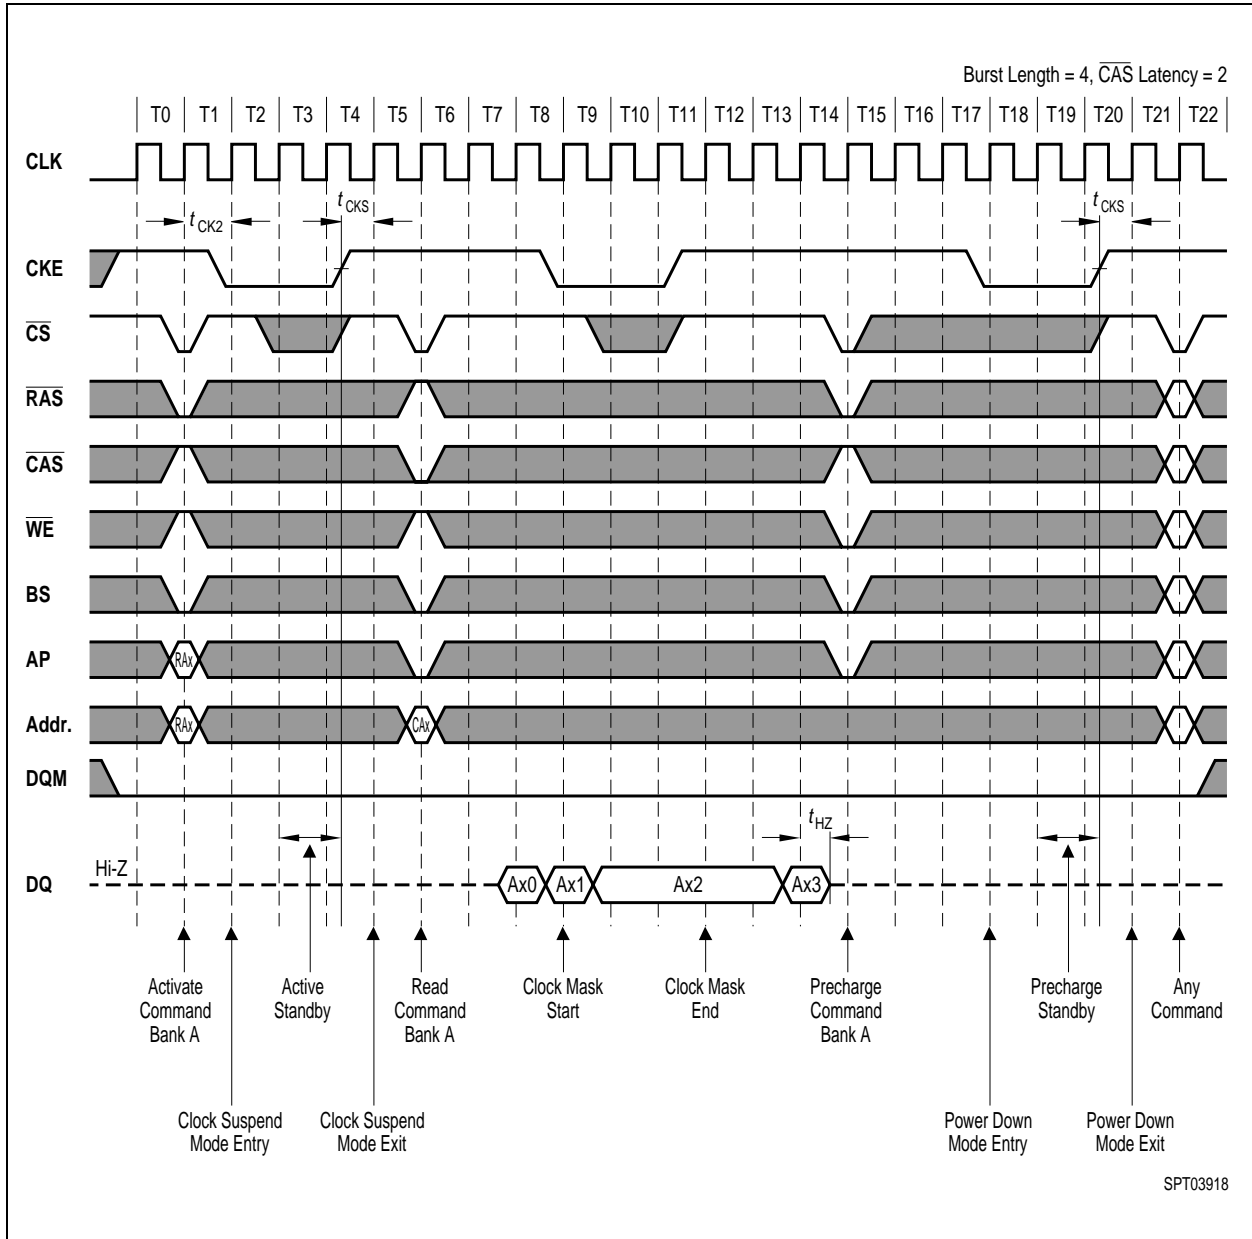 Burst Length = 4, CAS Latency = 2
T0 T1 T2 T3 T4 T5 T6 T7 T8 T9 T10 T11 T12 T13 T14 T15 T16 T17 T18 T19 T20 T21 T22
CLK
t CK2 t CKS t CKS
CKE
CS
RAS
CAS
WE
BS
AP RAx
Addr. RAx CAx
DQM
t HZ
Hi-Z
DQ Ax0 Ax1 Ax2 Ax3
Activate Command Bank A
Active Standby
Read Command Bank A
Clock Mask Start
Clock Mask End
Precharge Command Bank A
Precharge Standby
Any Command
Clock Suspend Mode Entry
Clock Suspend Mode Exit
Power Down Mode Entry
Power Down Mode Exit
SPT03918